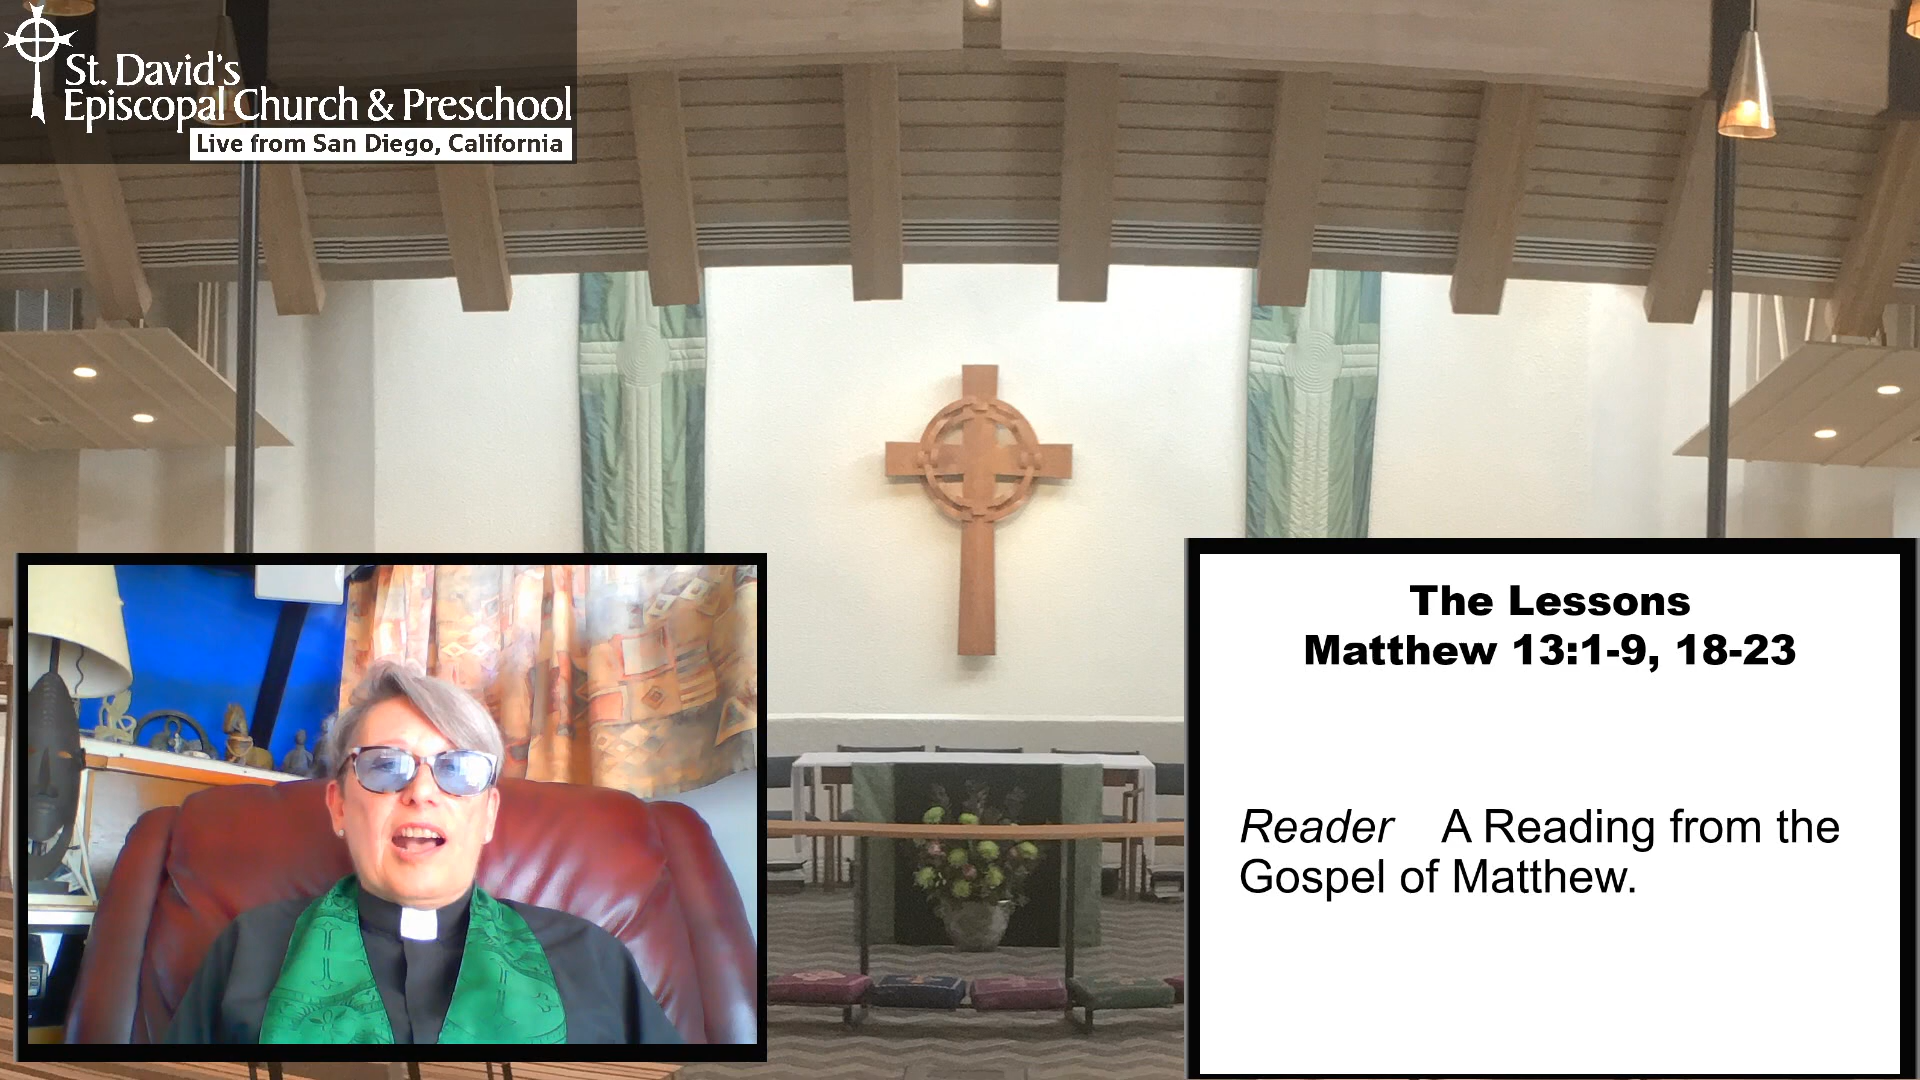 St. David's
Episcopal Church & Preschool
Live from San Diego, California
The Lessons
Matthew 13:1-9, 18-23
Reader A Reading from the
Gospel of Matthew.